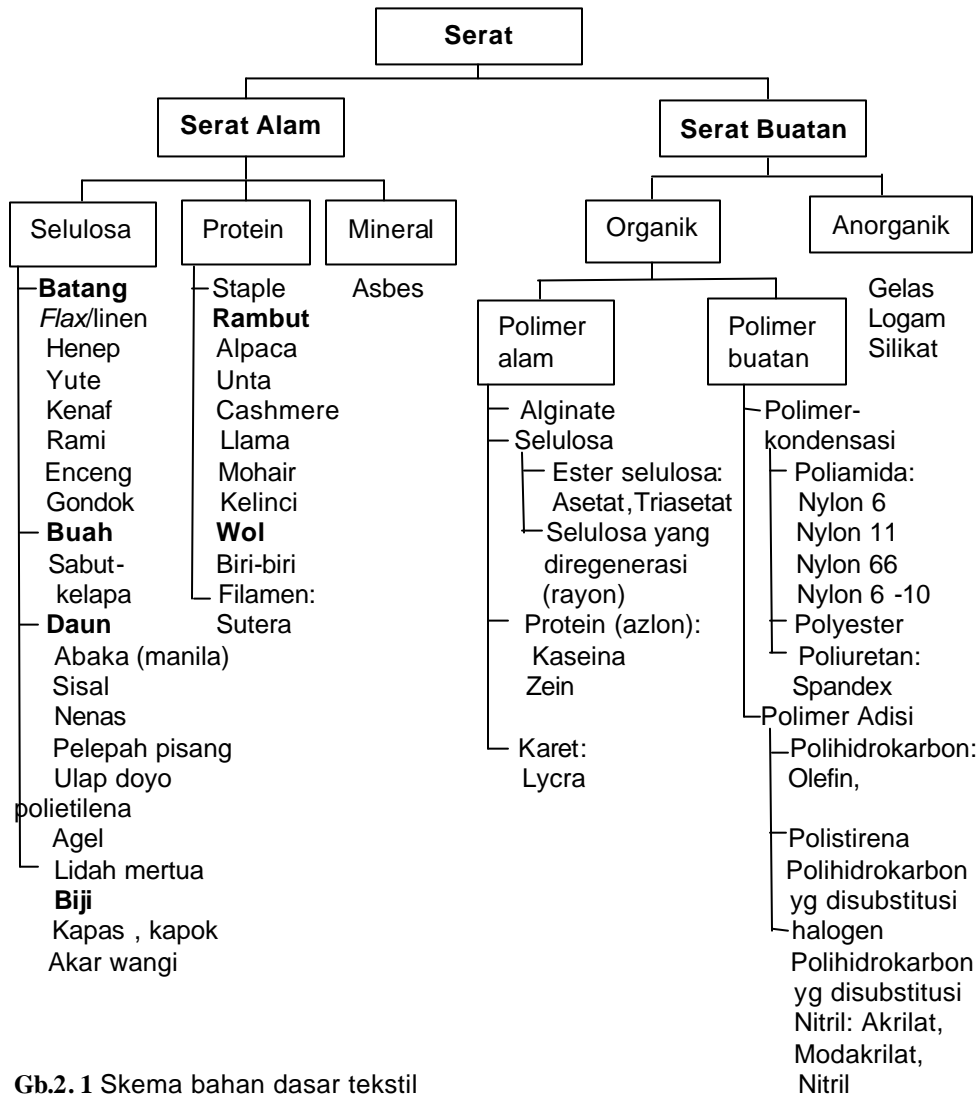 Serat
Serat Alam
Serat Buatan
Selulosa
Protein
Mineral
Organik
Anorganik
Batang
Flax/linen
Henep
Yute
Kenaf
Rami
Enceng
Gondok
Buah
Sabut-
kelapa
Daun
Abaka (manila)
Sisal
Nenas
Pelepah pisang
Ulap doyo
polietilena
Agel
Lidah mertua
Biji
Kapas , kapok
Akar wangi
Staple
Rambut
Alpaca
Unta
Cashmere
Llama
Mohair
Kelinci
Wol
Biri-biri
Filamen:
Sutera
Asbes
Polimer
alam
Alginate
Selulosa
Ester selulosa:
Asetat,Triasetat
Selulosa yang
diregenerasi
(rayon)
Protein (azlon):
Kaseina
Zein
Karet:
Lycra
Polimer
buatan
Polimer-
kondensasi
Poliamida:
Nylon 6
Nylon 11
Nylon 66
Nylon 6 -10
Polyester
Poliuretan:
Spandex
Polimer Adisi
Polihidrokarbon:
Olefin,
Polistirena
Polihidrokarbon
yg disubstitusi
halogen
Polihidrokarbon
yg disubstitusi
Nitril: Akrilat,
Modakrilat,
Nitril
Gelas
Logam
Silikat
Gb.2. 1 Skema bahan dasar tekstil